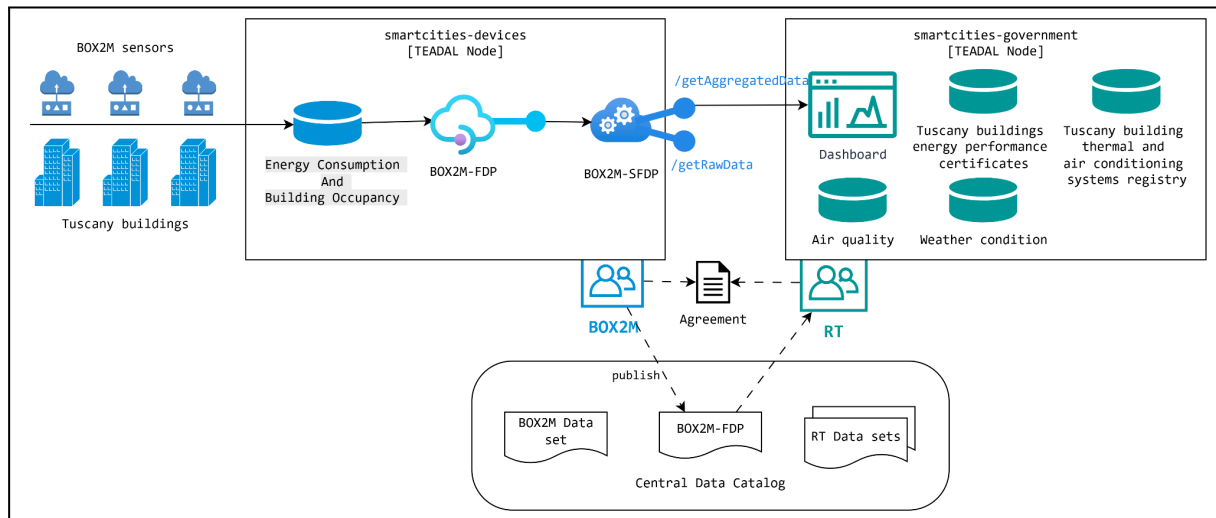 BOX2M sensors
Tuscany buildings
smartcities-devices
[TEADAL Node]
Energy Consumption
And
Building Occupancy
BOX2M-FDP
BOX2M-SFDP
/getAggregatedData
/getRawData
smartcities-government
[TEADAL Node]
Dashboard
Tuscany buildings
energy performance
certificates
Tuscany building
thermal and
air conditioning
systems registry
Air quality
Weather condition
BOX2M
Agreement
RT
publish
BOX2M Data
set
BOX2M-FDP
RT Data sets
Central Data Catalog